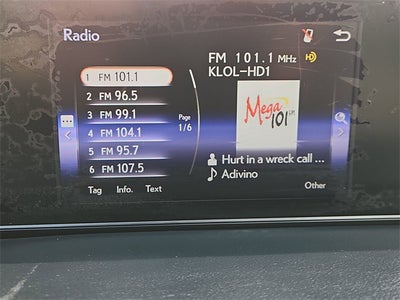 Radio
FM 101.1 MHz HD
KLOL-HD1
1 FM 101.1
2 FM 96.5
3 FM 99.1
4 FM 104.1
5 FM 95.7
6 FM 107.5
Page
1/6
Mega
101 FM
Hurt in a wreck call ...
Adivino
Tag Info. Text
Other